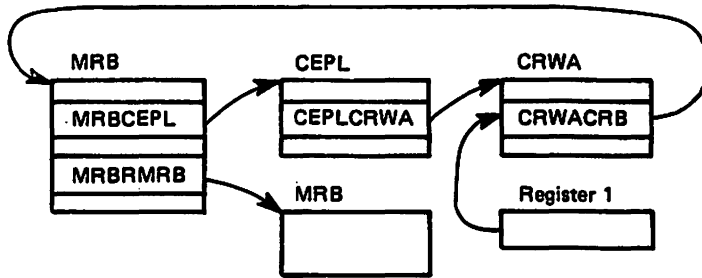 MRB CEPL CRWA
MRBCEPL CEPLCRWA CRWACRB
MRBRMRB
MRB Register 1